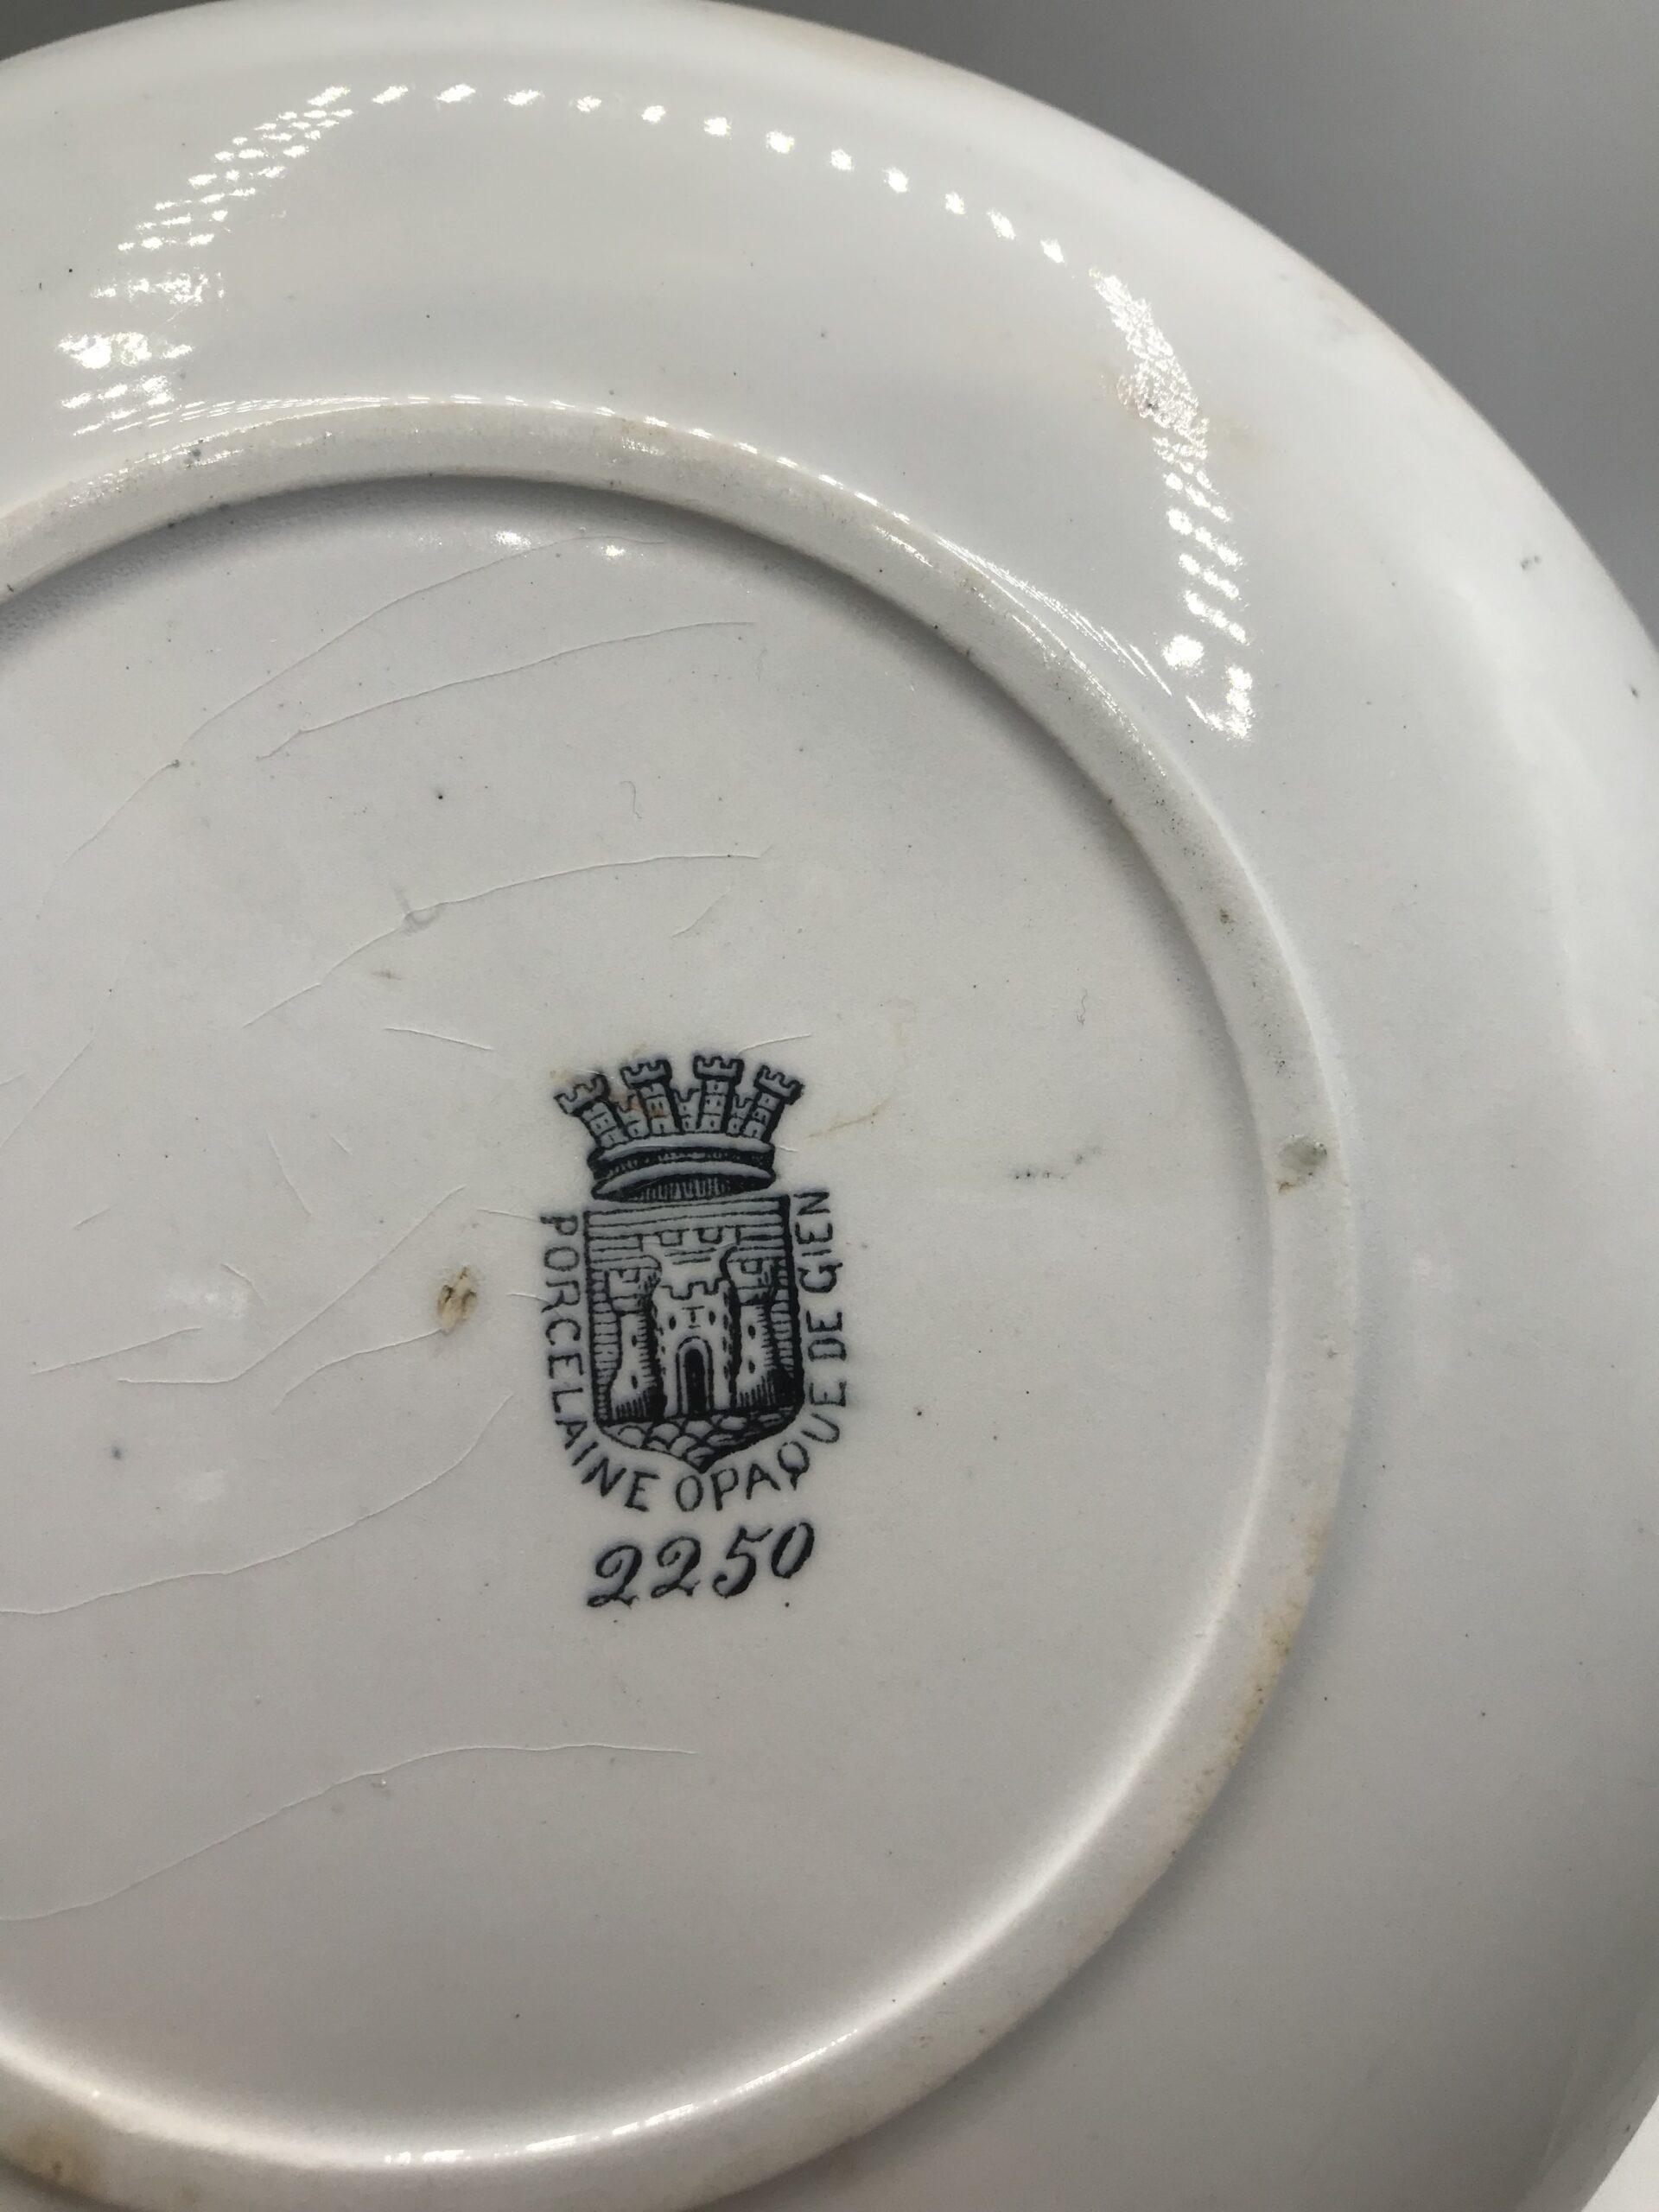 PORCELAINE OPAQUE DE GIEN
2250